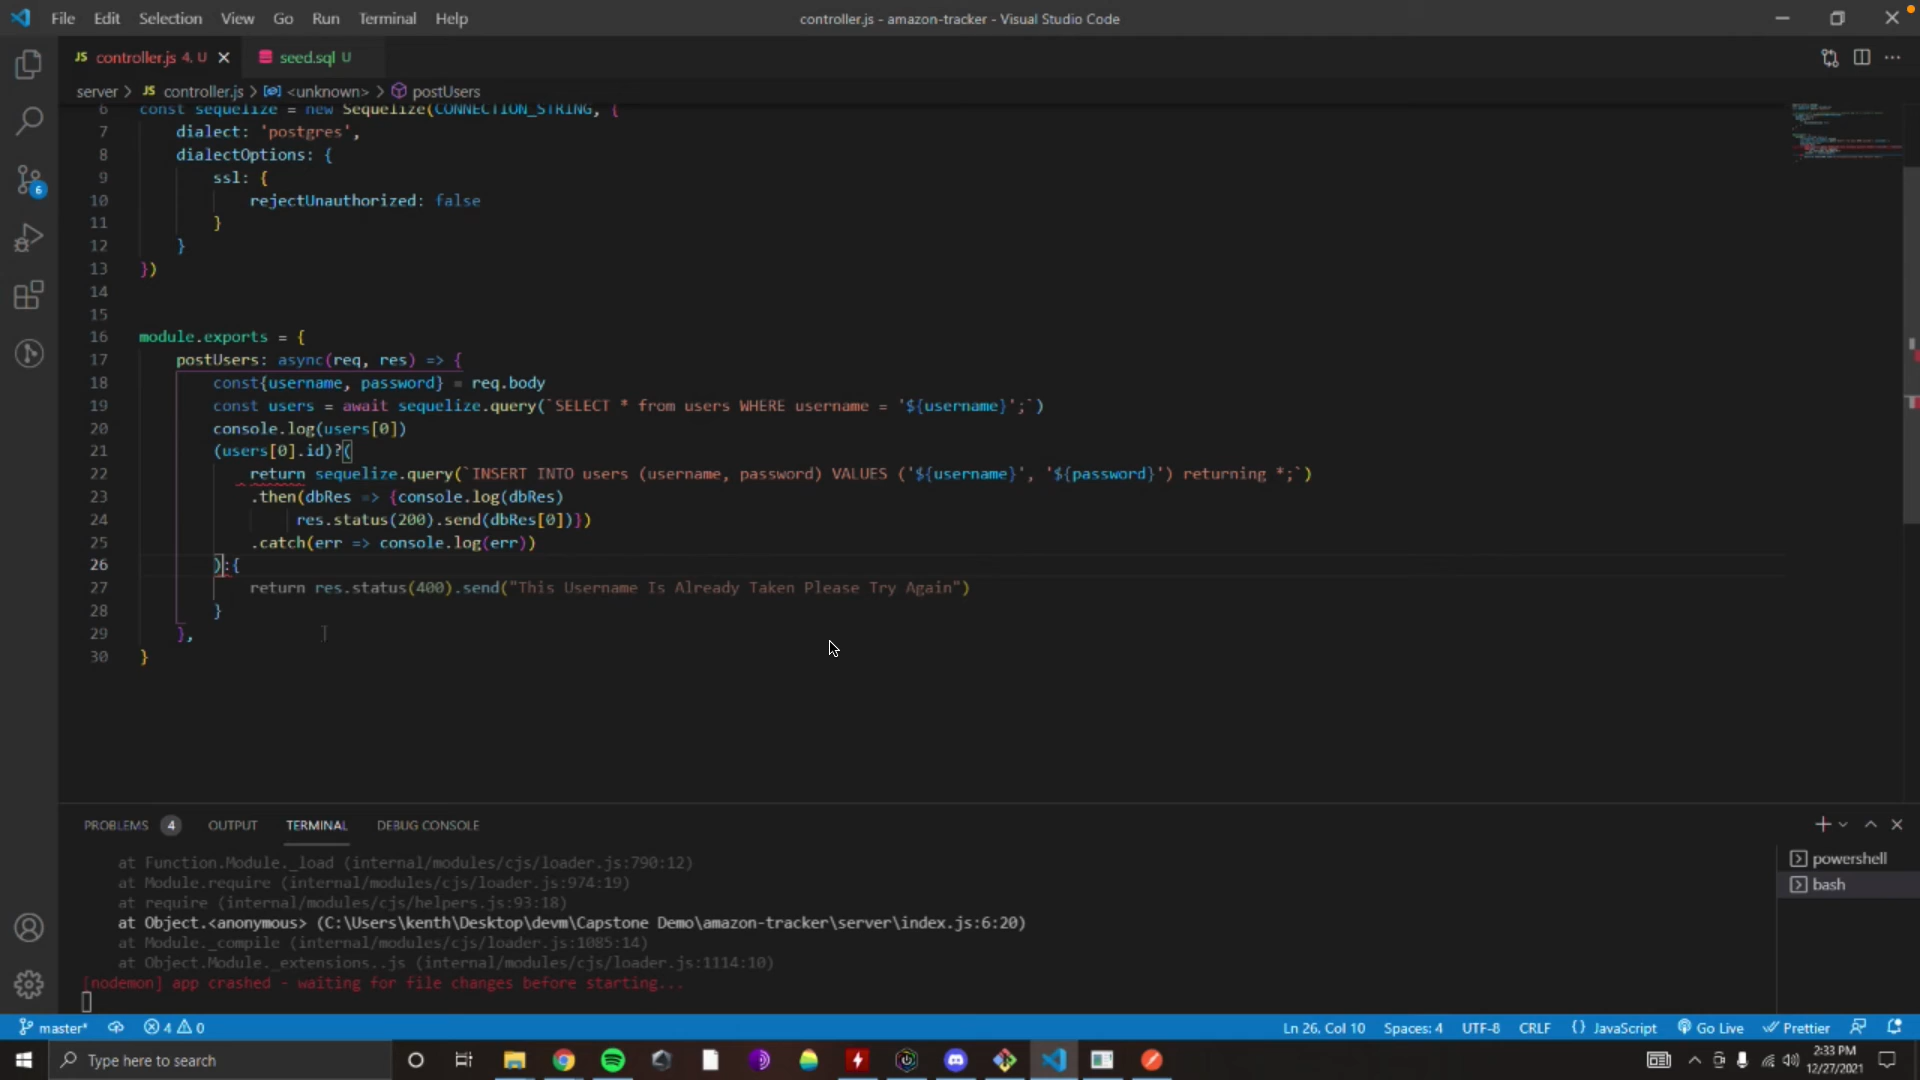 File Edit Selection View Go Run Terminal Help controller.js - amazon-tracker - Visual Studio Code
JS controller.js 4, U seed.sql U
server > JS controller.js > <unknown> > postUsers
6 const sequelize = new Sequelize(CONNECTION_STRING, {
7 dialect: 'postgres',
8 dialectOptions: {
9 ssl: {
10 rejectUnauthorized: false
11 }
12 }
13 })
14
15
16 module.exports = {
17 postUsers: async(req, res) => {
18 const{username, password} = req.body
19 const users = await sequelize.query(`SELECT * from users WHERE username = '${username}';`)
20 console.log(users[0])
21 (users[0].id)?(
22 return sequelize.query(`INSERT INTO users (username, password) VALUES ('${username}', '${password}') returning *;`)
23 .then(dbRes => {console.log(dbRes)
24 res.status(200).send(dbRes[0])})
25 .catch(err => console.log(err))
26 ):{
27 return res.status(400).send("This Username Is Already Taken Please Try Again")
28 }
29 },
30 }
PROBLEMS 4 OUTPUT TERMINAL DEBUG CONSOLE
at Function.Module._load (internal/modules/cjs/loader.js:790:12)
at Module.require (internal/modules/cjs/loader.js:974:19)
at require (internal/modules/cjs/helpers.js:93:18)
at Object.<anonymous> (C:\Users\kenth\Desktop\devm\Capstone Demo\amazon-tracker\server\index.js:6:20)
at Module._compile (internal/modules/cjs/loader.js:1085:14)
at Object.Module._extensions..js (internal/modules/cjs/loader.js:1114:10)
[nodemon] app crashed - waiting for file changes before starting...
powershell
bash
6
master* 4 0 Ln 26, Col 10 Spaces: 4 UTF-8 CRLF {} JavaScript Go Live Prettier
Type here to search
2:33 PM
12/27/2021